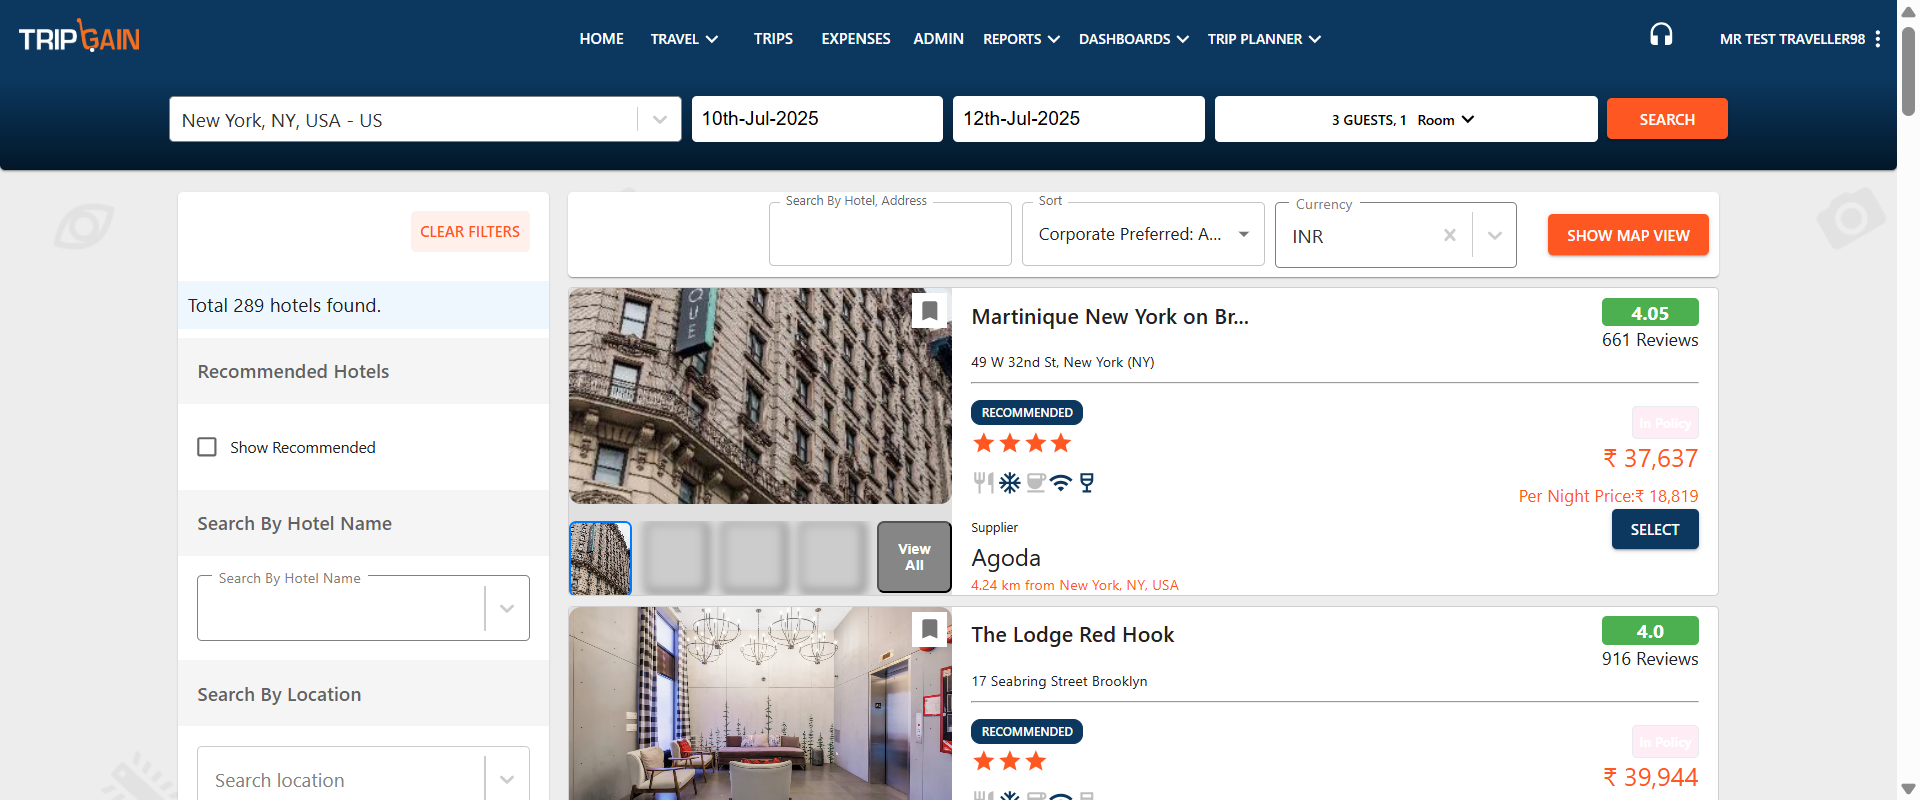 TRIPGAIN
HOME
TRAVEL
TRIPS
EXPENSES
ADMIN
REPORTS
DASHBOARDS
TRIP PLANNER
MR TEST TRAVELLER98
New York, NY, USA - US
10th-Jul-2025
12th-Jul-2025
3 GUESTS, 1 Room
SEARCH
CLEAR FILTERS
Total 289 hotels found.
Recommended Hotels
Show Recommended
Search By Hotel Name
Search By Hotel Name
Search By Location
Search location
Search By Hotel, Address
Sort
Corporate Preferred: A...
Currency
INR
SHOW MAP VIEW
QUE
View
All
Martinique New York on Br...
4.05
661 Reviews
49 W 32nd St, New York (NY)
RECOMMENDED
In Policy
₹ 37,637
Per Night Price:₹ 18,819
SELECT
Supplier
Agoda
4.24 km from New York, NY, USA
The Lodge Red Hook
4.0
916 Reviews
17 Seabring Street Brooklyn
RECOMMENDED
In Policy
₹ 39,944